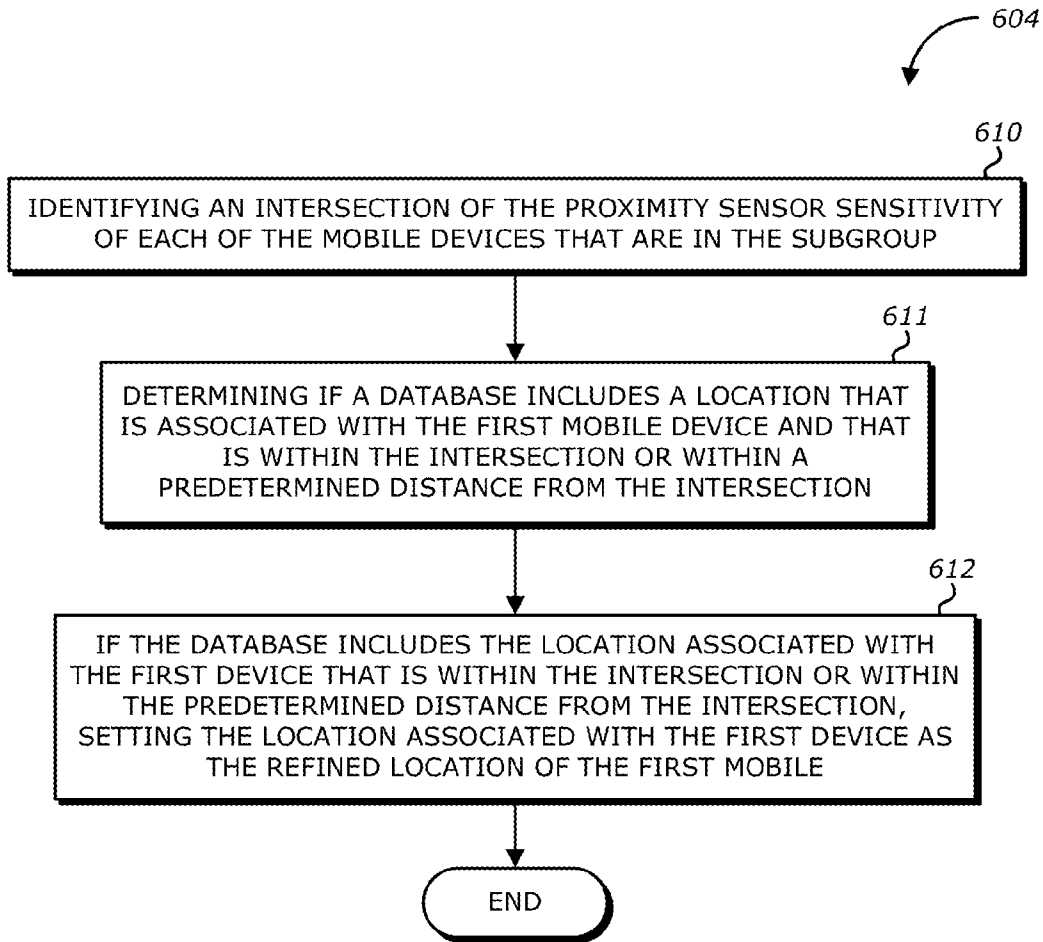 604
610
IDENTIFYING AN INTERSECTION OF THE PROXIMITY SENSOR SENSITIVITY
OF EACH OF THE MOBILE DEVICES THAT ARE IN THE SUBGROUP
611
DETERMINING IF A DATABASE INCLUDES A LOCATION THAT
IS ASSOCIATED WITH THE FIRST MOBILE DEVICE AND THAT
IS WITHIN THE INTERSECTION OR WITHIN A
PREDETERMINED DISTANCE FROM THE INTERSECTION
612
IF THE DATABASE INCLUDES THE LOCATION ASSOCIATED WITH
THE FIRST DEVICE THAT IS WITHIN THE INTERSECTION OR WITHIN
THE PREDETERMINED DISTANCE FROM THE INTERSECTION,
SETTING THE LOCATION ASSOCIATED WITH THE FIRST DEVICE AS
THE REFINED LOCATION OF THE FIRST MOBILE
END